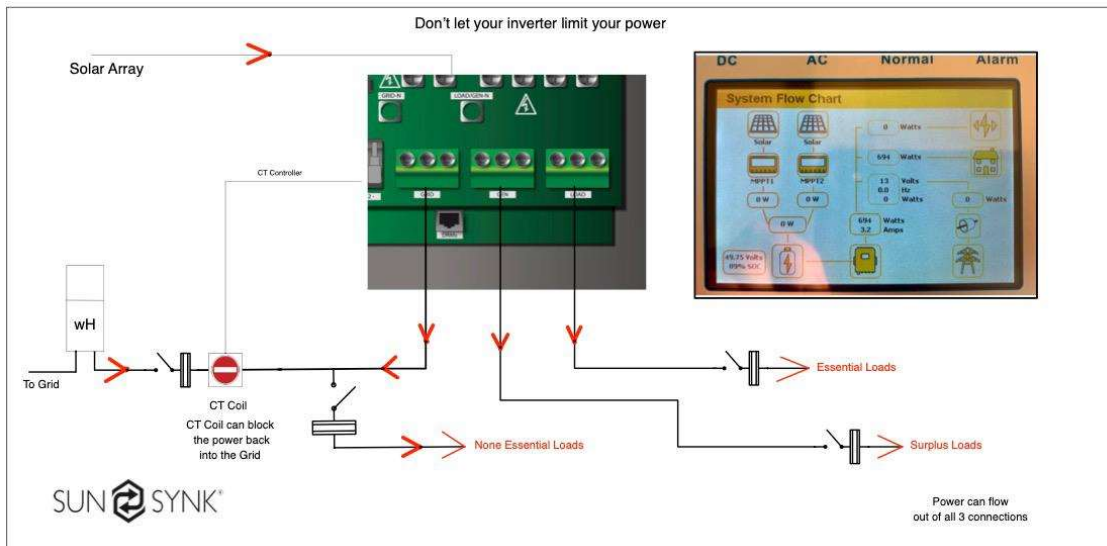 Don't let your inverter limit your power
Solar Array
GRID-N
LOAD/GEN-N
CT Controller
GRID
GEN
LOAD
DRMs
DC AC Normal Alarm
System Flow Chart
Solar Solar
MPPT1 MPPT2
0 W 0 W
0 W
49.75 Volts
89% SOC
0 Watts
694 Watts
13 Volts
0.0 Hz
0 Watts
694 Watts
3.2 Amps
0 Watts
wH
To Grid
CT Coil
CT Coil can block
the power back
into the Grid
None Essential Loads
Essential Loads
Surplus Loads
SUN SYNK®
Power can flow
out of all 3 connections